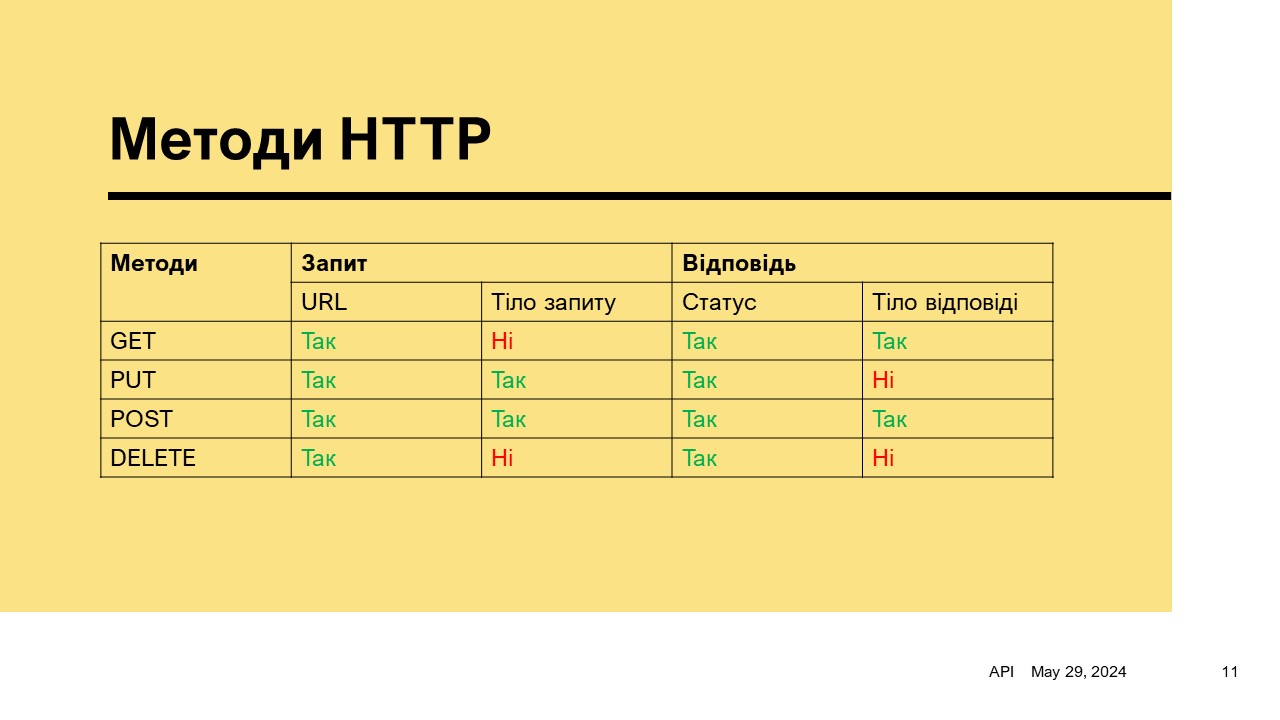 Методи HTTP
Методи Запит Відповідь
URL Тіло запиту Статус Тіло відповіді
GET Так Ні Так Так
PUT Так Так Так Ні
POST Так Так Так Так
DELETE Так Ні Так Ні
API May 29, 2024 11